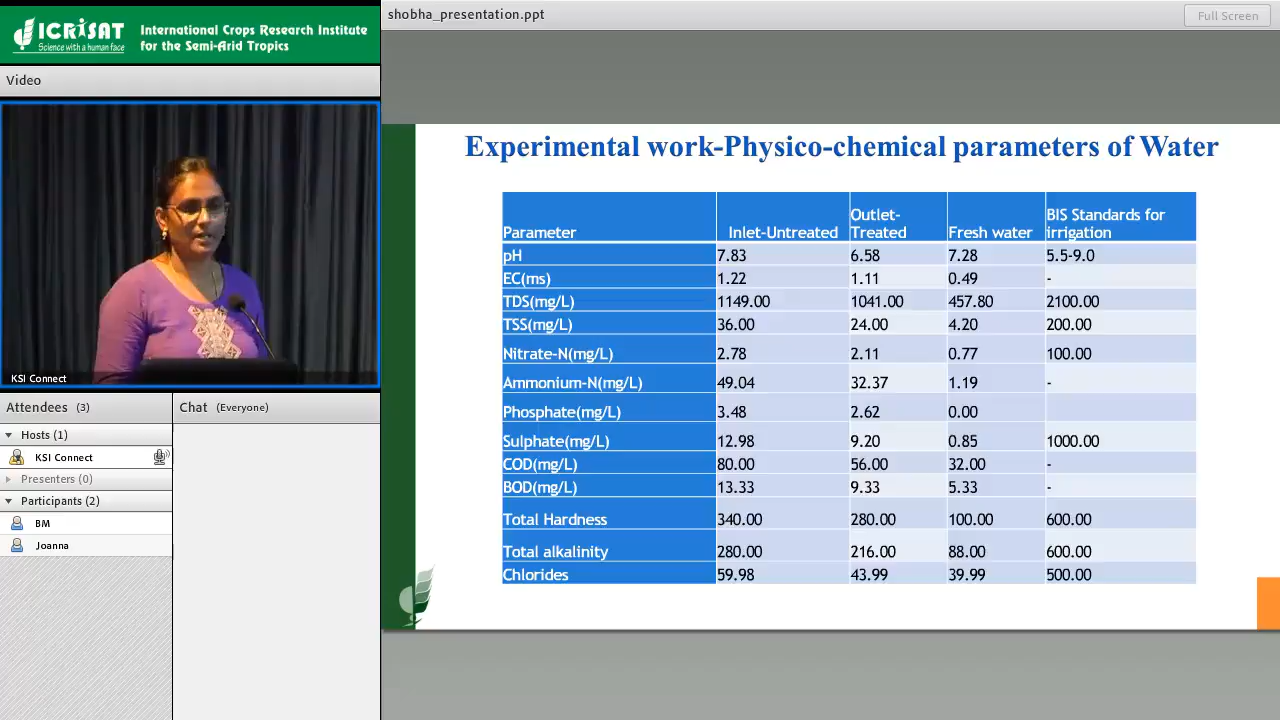 ICRISAT
Science with a human face
International Crops Research Institute
for the Semi-Arid Tropics
shobha_presentation.ppt
Full Screen
Video
KSI Connect
Attendees (3)
Hosts (1)
KSI Connect
Presenters (0)
Participants (2)
BM
Joanna
Chat (Everyone)
Experimental work-Physico-chemical parameters of Water
Parameter Inlet-Untreated Outlet-Treated Fresh water BIS Standards for irrigation
pH 7.83 6.58 7.28 5.5-9.0
EC(ms) 1.22 1.11 0.49 -
TDS(mg/L) 1149.00 1041.00 457.80 2100.00
TSS(mg/L) 36.00 24.00 4.20 200.00
Nitrate-N(mg/L) 2.78 2.11 0.77 100.00
Ammonium-N(mg/L) 49.04 32.37 1.19 -
Phosphate(mg/L) 3.48 2.62 0.00
Sulphate(mg/L) 12.98 9.20 0.85 1000.00
COD(mg/L) 80.00 56.00 32.00 -
BOD(mg/L) 13.33 9.33 5.33 -
Total Hardness 340.00 280.00 100.00 600.00
Total alkalinity 280.00 216.00 88.00 600.00
Chlorides 59.98 43.99 39.99 500.00